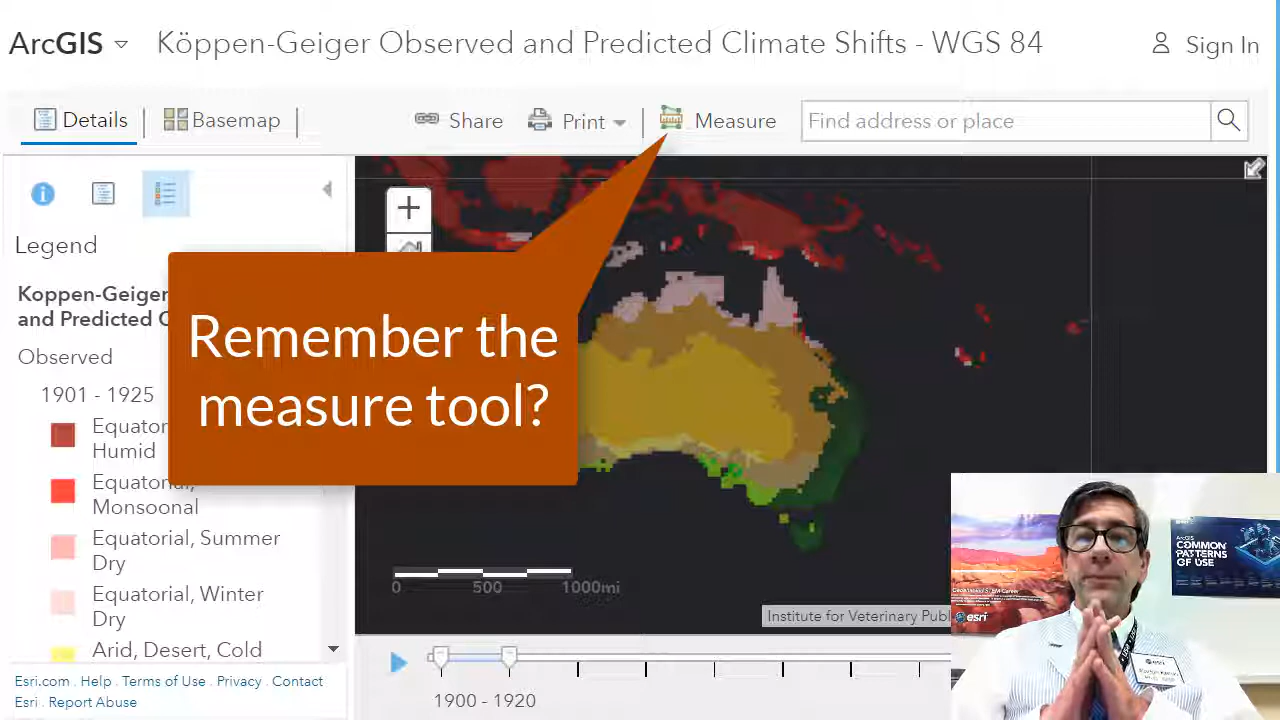 ArcGIS Köppen-Geiger Observed and Predicted Climate Shifts - WGS 84 Sign In
Details Basemap Share Print Measure Find address or place
Legend
Koppen-Geiger
and Predicted
Observed
1901 - 1925
Humid
Equatorial,
Monsoonal
Equatorial, Summer
Dry
Equatorial, Winter
Dry
Arid, Desert, Cold
Esri.com . Help . Terms of Use . Privacy . Contact
Esri . Report Abuse
Remember the
measure tool?
0 500 1000mi
Institute for Veterinary Publ
1900 - 1920
esri
ArcGIS
COMMON
PATTERNS
OF USE